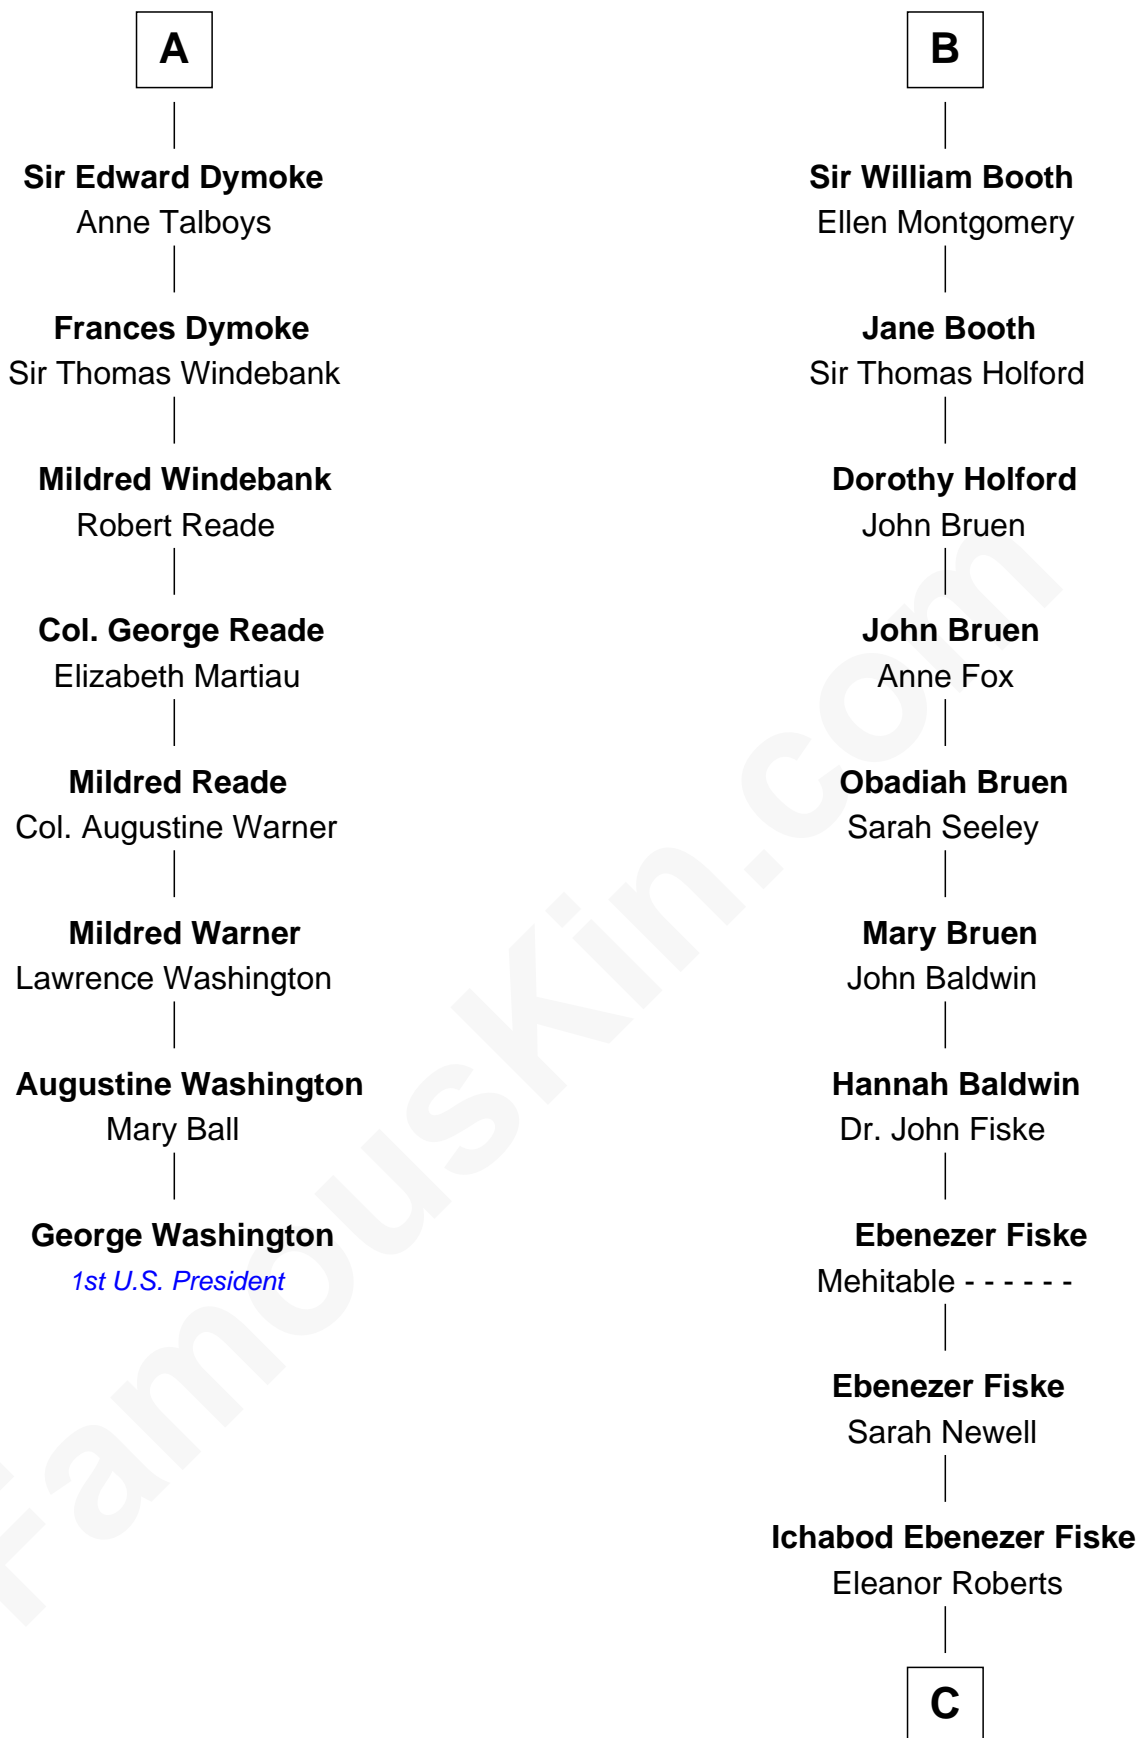 A
Sir Edward Dymoke
Anne Talboys
Frances Dymoke
Sir Thomas Windebank
Mildred Windebank
Robert Reade
Col. George Reade
Elizabeth Martiau
Mildred Reade
Col. Augustine Warner
Mildred Warner
Lawrence Washington
Augustine Washington
Mary Ball
George Washington
1st U.S. President
B
Sir William Booth
Ellen Montgomery
Jane Booth
Sir Thomas Holford
Dorothy Holford
John Bruen
John Bruen
Anne Fox
Obadiah Bruen
Sarah Seeley
Mary Bruen
John Baldwin
Hannah Baldwin
Dr. John Fiske
Ebenezer Fiske
Mehitable - - - - - -
Ebenezer Fiske
Sarah Newell
Ichabod Ebenezer Fiske
Eleanor Roberts
C
FamousKin.com